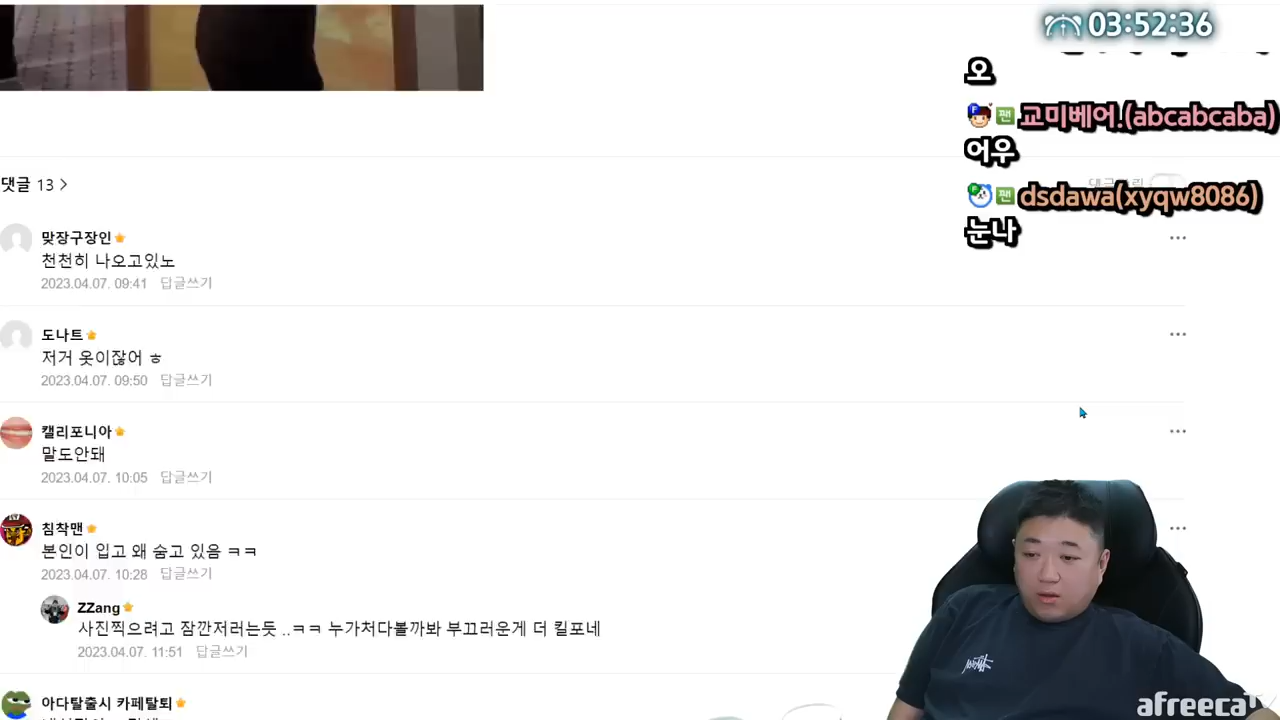 03:52:36
오
교미베어.(abcabcaba)
어우
dsdawa(xyqw8086)
눈나
댓글 13
맞장구장인
천천히 나오고있노
2023.04.07. 09:41 답글쓰기
도나트
저거 옷이잖어 ㅎ
2023.04.07. 09:50 답글쓰기
캘리포니아
말도안돼
2023.04.07. 10:05 답글쓰기
침착맨
본인이 입고 왜 숨고 있음 ㅋㅋ
2023.04.07. 10:28 답글쓰기
ZZang
사진찍으려고 잠깐저러는듯 ..ㅋㅋ 누가처다볼까봐 부끄러운게 더 킬포네
2023.04.07. 11:51 답글쓰기
아다탈출시 카페탈퇴
afreecaTV